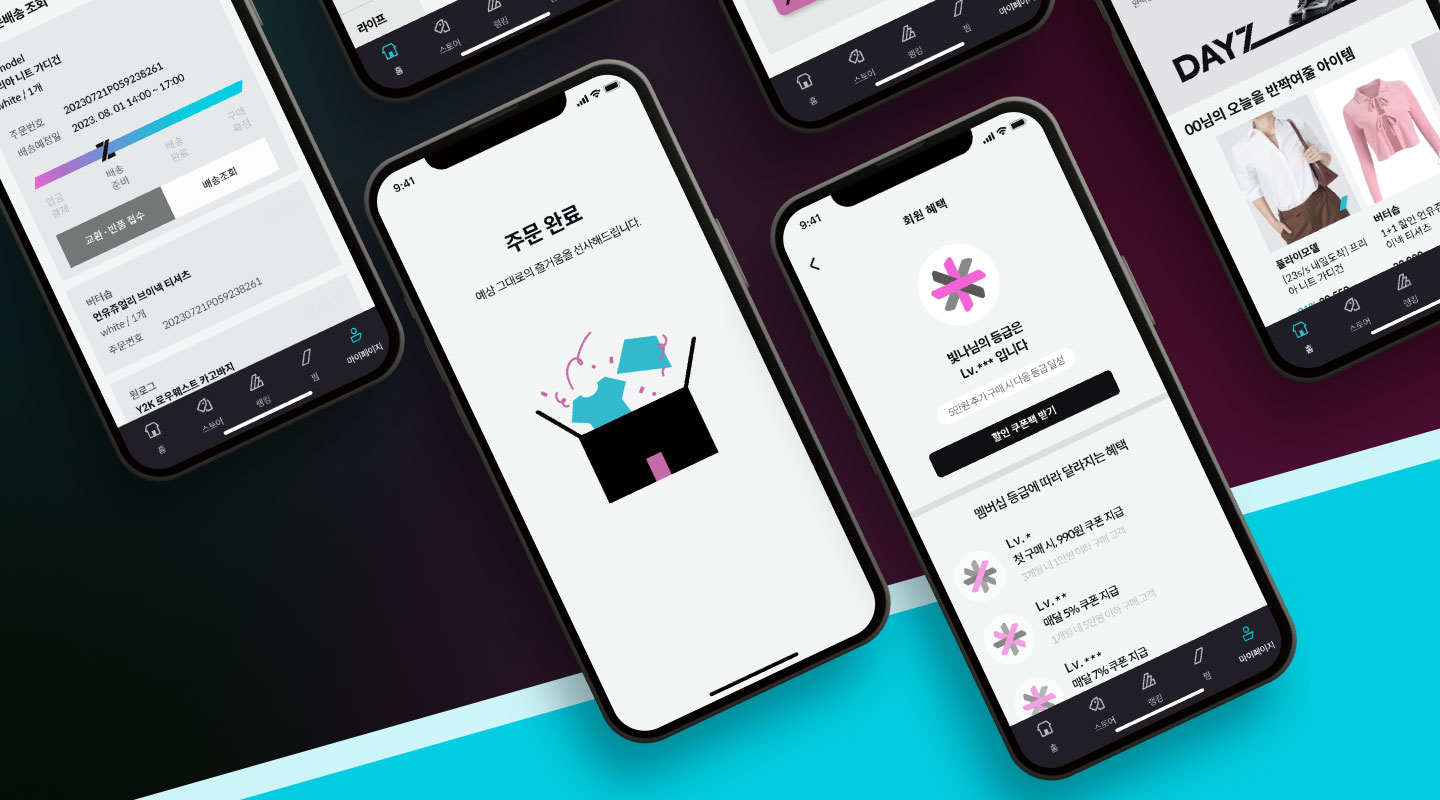 배송 조회
model
니트 가디건
white / 1개
주문번호 20230721P059238261
배송예정일 2023. 08. 01 14:00 ~ 17:00
입금
결제
배송
준비
배송
완료
구매
확정
교환 · 반품 접수
배송조회
버터숍
언유쥬얼리 브이넥 티셔츠
white / 1개
주문번호 20230721P059238261
원로그
Y2K 로우웨스트 카고바지
홈
스토어
랭킹
찜
마이페이지
라이프
홈
스토어
랭킹
9:41
주문 완료
예상 그대로의 즐거움을 선사해드립니다.
홈
스토어
랭킹
찜
마이페이지
9:41
회원 혜택
빛나님의 등급은
Lv.*** 입니다
5만원 추가 구매 시 다음 등급 달성
할인 쿠폰팩 받기
멤버십 등급에 따라 달라지는 혜택
Lv.*
첫 구매 시, 990원 쿠폰 지급
3개월 내 1만원 이하 구매 고객
Lv.**
매달 5% 쿠폰 지급
1개월 내 5만원 이하 구매 고객
Lv.***
매달 7% 쿠폰 지급
홈
스토어
랭킹
찜
마이페이지
DAY7
00님의 오늘을 반짝여줄 아이템
플라이모델
[23s/s 내일도착] 프리
아 니트 가디건
버터숍
1+1 할인 언유쥬
이넥 티셔츠
홈
스토어
랭킹